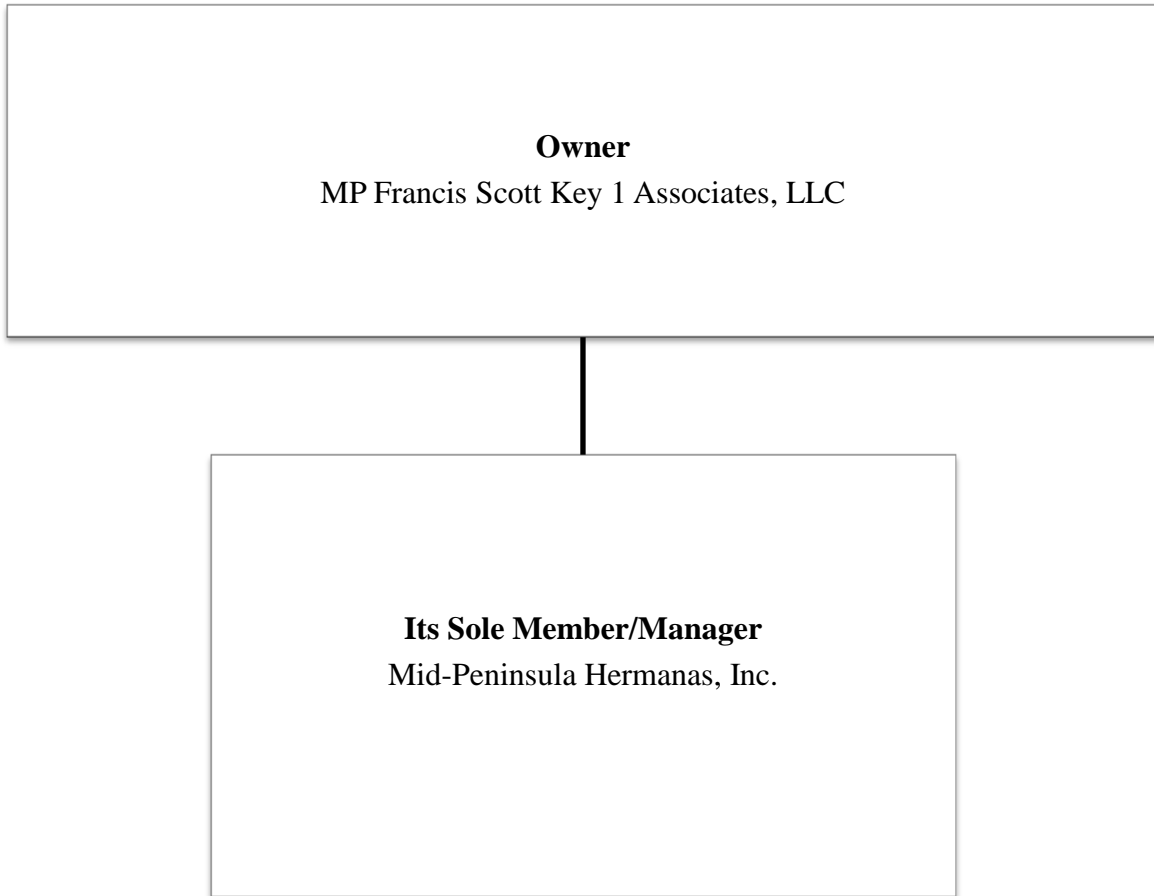 Owner
MP Francis Scott Key 1 Associates, LLC
Its Sole Member/Manager
Mid-Peninsula Hermanas, Inc.